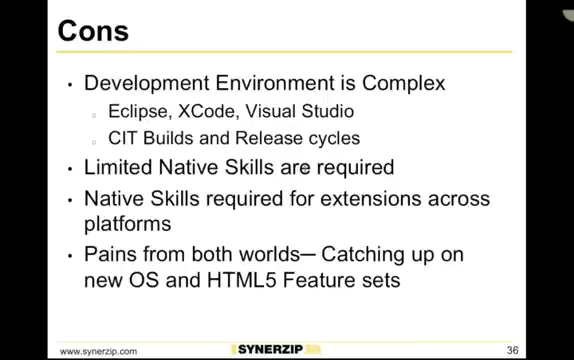 Cons
• Development Environment is Complex
○ Eclipse, XCode, Visual Studio
○ CIT Builds and Release cycles
• Limited Native Skills are required
• Native Skills required for extensions across
platforms
• Pains from both worlds— Catching up on
new OS and HTML5 Feature sets
www.synerzip.com
SYNERZIP
36